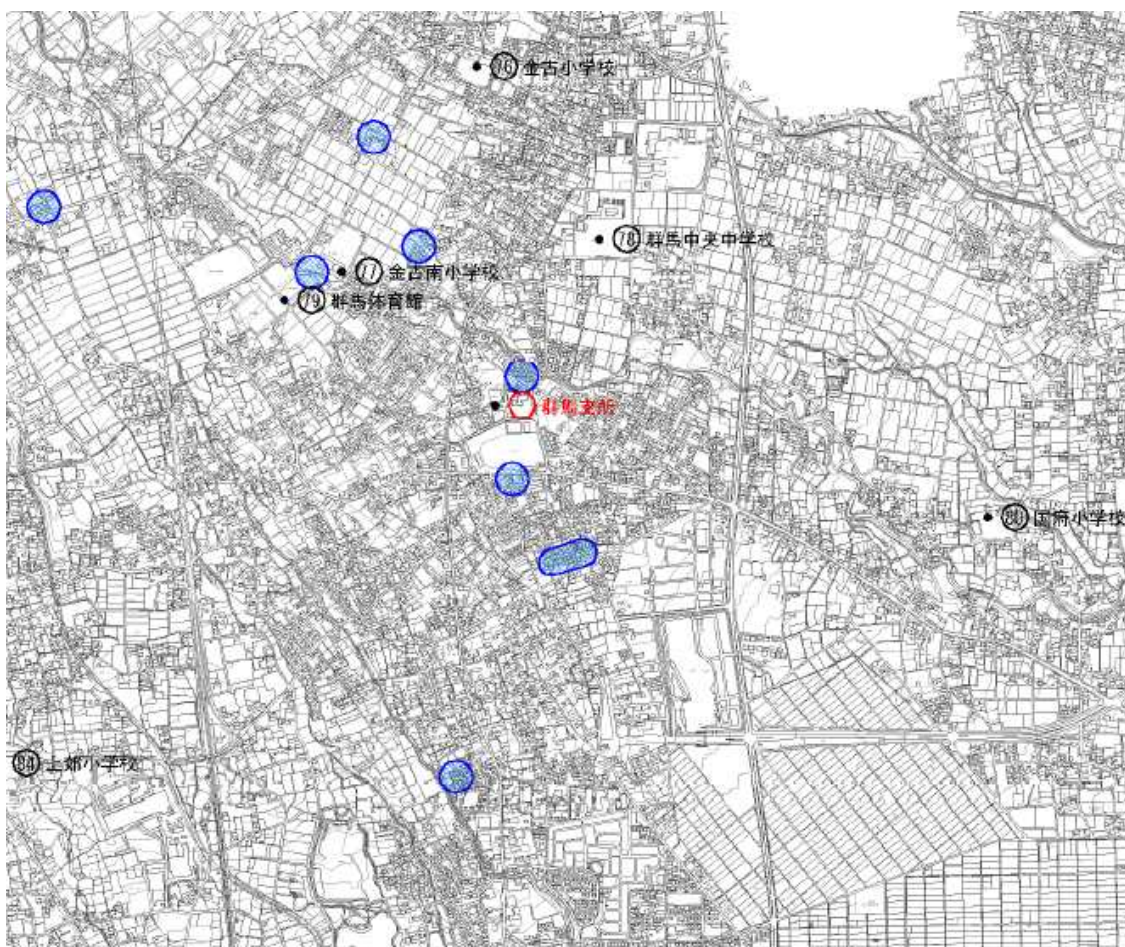 76 金古小学校
78 群馬中央中学校
77 金古南小学校
79 群馬体育館
群馬支所
80 国府小学校
84 上郊小学校